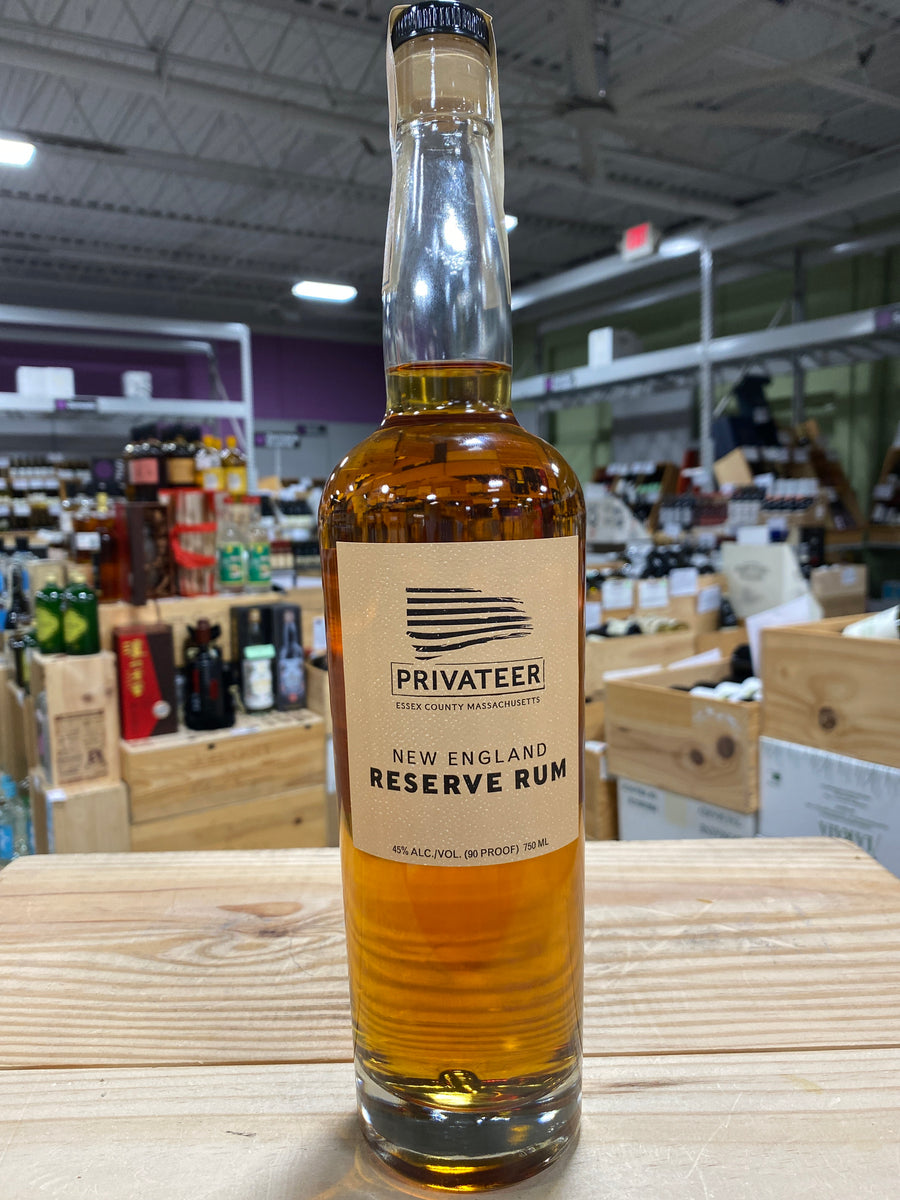 PRIVATEER
ESSEX COUNTY MASSACHUSETTS
NEW ENGLAND
RESERVE RUM
45% ALC./VOL. (90 PROOF) 750 ML